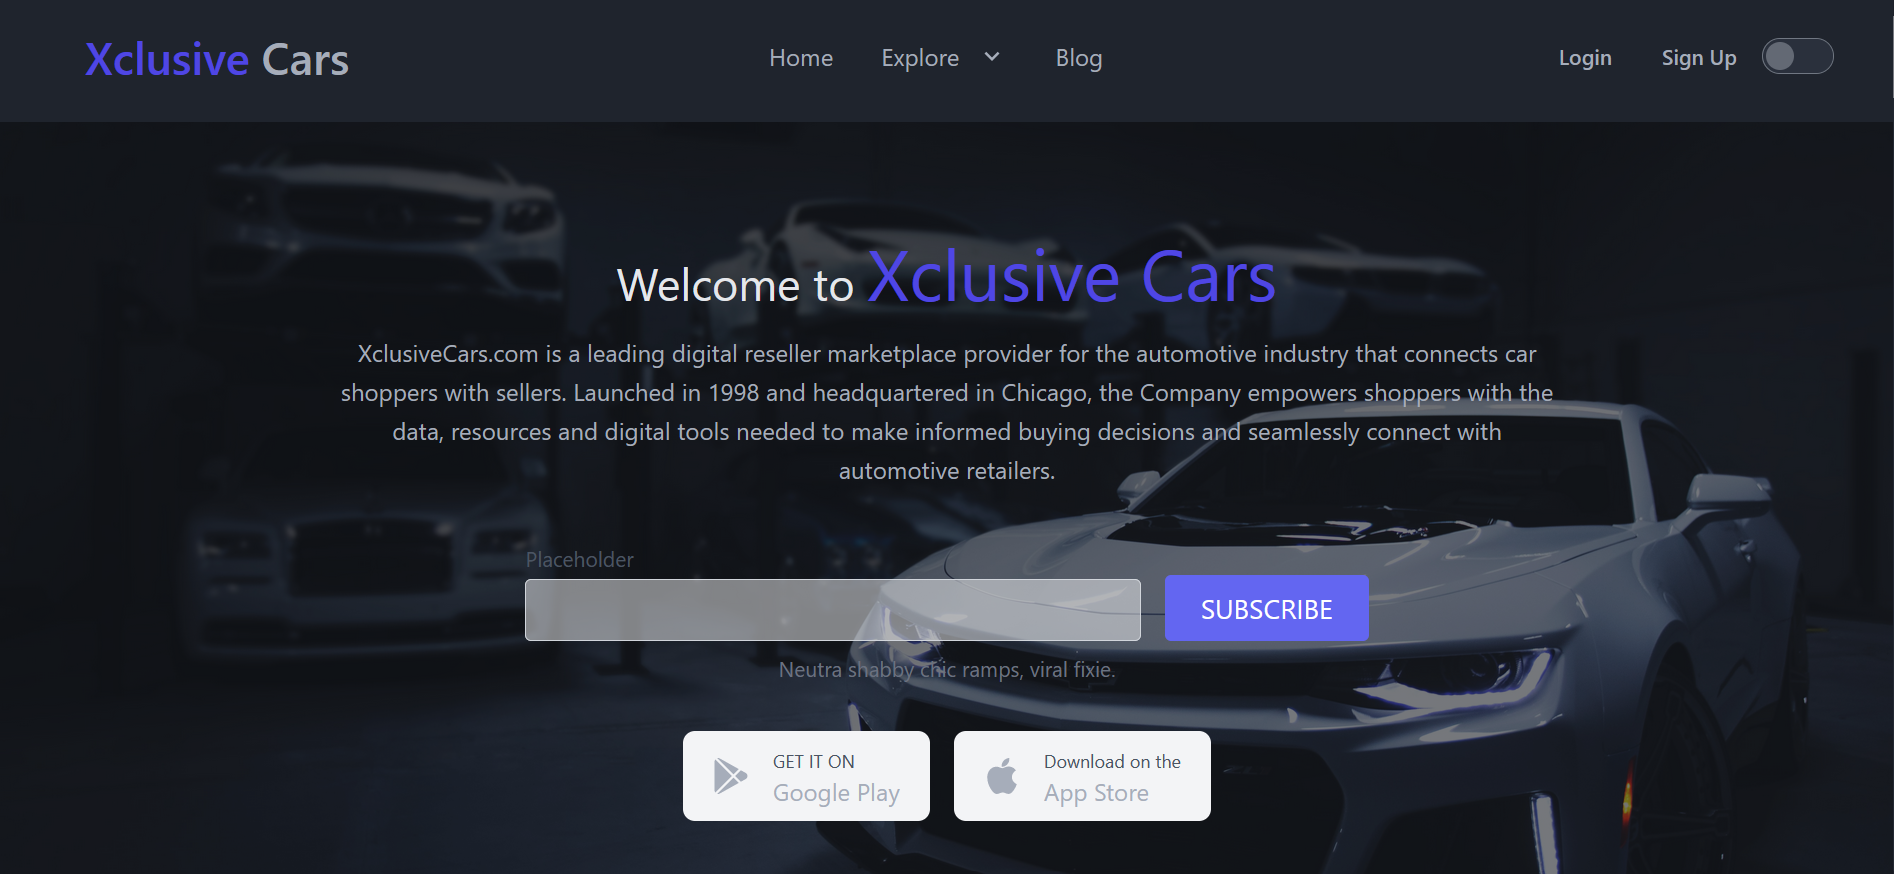 Xclusive Cars
Home Explore Blog
Login Sign Up
Welcome to Xclusive Cars
XclusiveCars.com is a leading digital reseller marketplace provider for the automotive industry that connects car
shoppers with sellers. Launched in 1998 and headquartered in Chicago, the Company empowers shoppers with the
data, resources and digital tools needed to make informed buying decisions and seamlessly connect with
automotive retailers.
Placeholder
SUBSCRIBE
Neutra shabby chic ramps, viral fixie.
GET IT ON
Google Play
Download on the
App Store